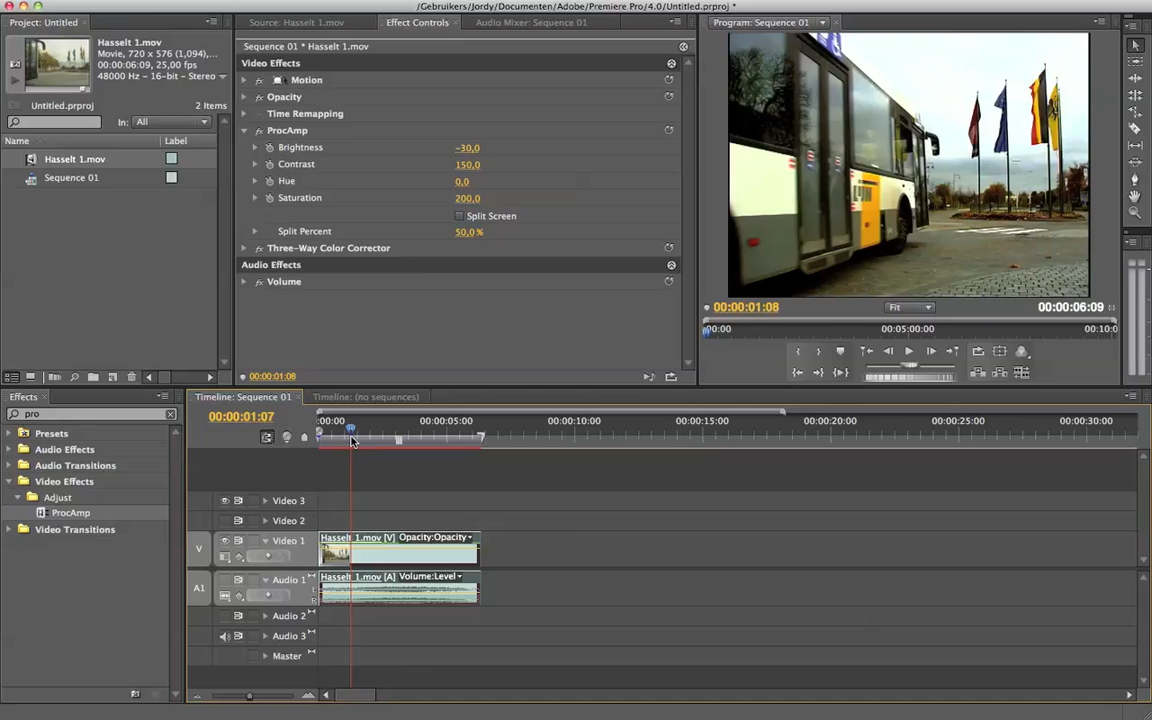 /Gebruikers/Jordy/Documenten/Adobe/Premiere Pro/4.0/Untitled.prproj *
Project: Untitled
Hasselt 1.mov
Movie, 720 x 576 (1,094)...
00:00:06:09, 25,00 fps
48000 Hz - 16-bit - Stereo
Untitled.prproj
2 Items
In: All
Name
Label
Hasselt 1.mov
Sequence 01
Source: Hasselt 1.mov
Effect Controls
Audio Mixer: Sequence 01
Sequence 01 * Hasselt 1.mov
Video Effects
fx Motion
fx Opacity
Time Remapping
fx ProcAmp
Brightness -30,0
Contrast 150,0
Hue 0,0
Saturation 200,0
Split Screen
Split Percent 50,0 %
fx Three-Way Color Corrector
Audio Effects
fx Volume
00:00:01:08
Program: Sequence 01
00:00:01:08
Fit
00:00:06:09
00:00
00:05:00:00
00:10:0
Effects
pro
Presets
Audio Effects
Audio Transitions
Video Effects
Adjust
ProcAmp
Video Transitions
Timeline: Sequence 01
Timeline: (no sequences)
00:00:01:07
:00:00
00:00:05:00
00:00:10:00
00:00:15:00
00:00:20:00
00:00:25:00
00:00:30:00
Video 3
Video 2
V
Video 1
Hasselt 1.mov [V] Opacity:Opacity
A1
Audio 1
Hasselt 1.mov [A] Volume:Level
Audio 2
Audio 3
Master